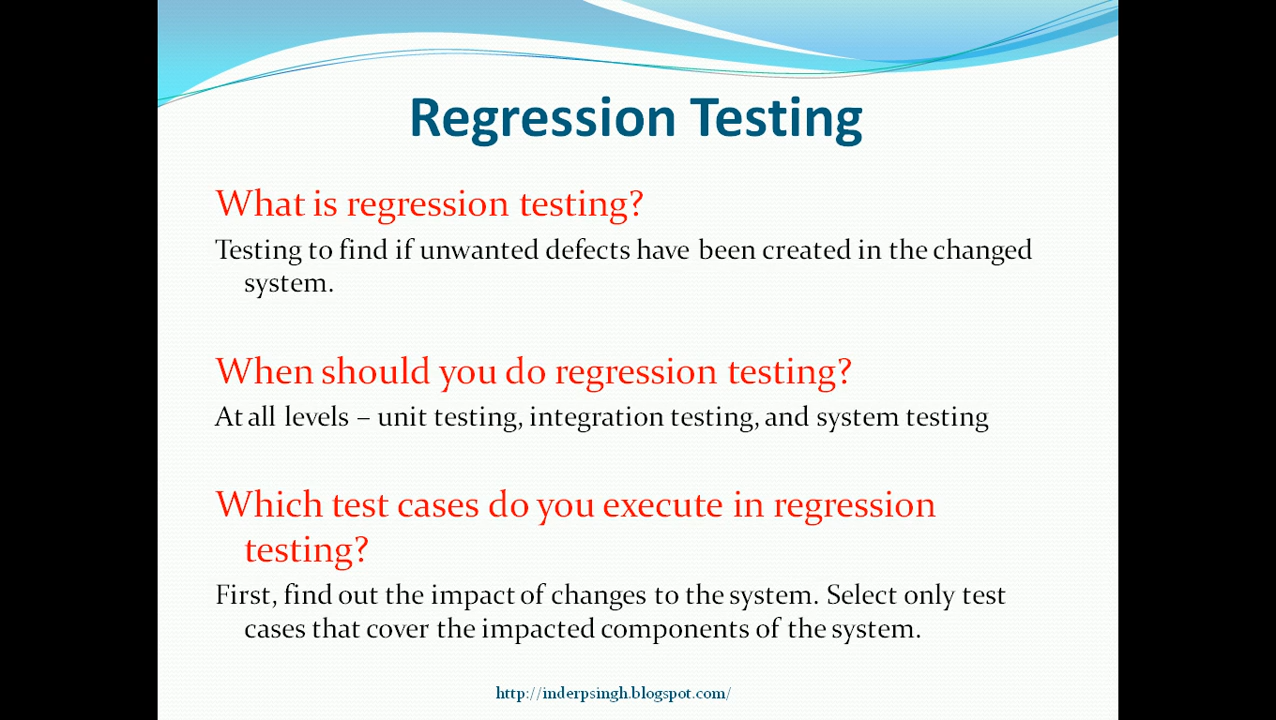 Regression Testing
What is regression testing?
Testing to find if unwanted defects have been created in the changed
system.
When should you do regression testing?
At all levels – unit testing, integration testing, and system testing
Which test cases do you execute in regression
testing?
First, find out the impact of changes to the system. Select only test
cases that cover the impacted components of the system.
http://inderpsingh.blogspot.com/